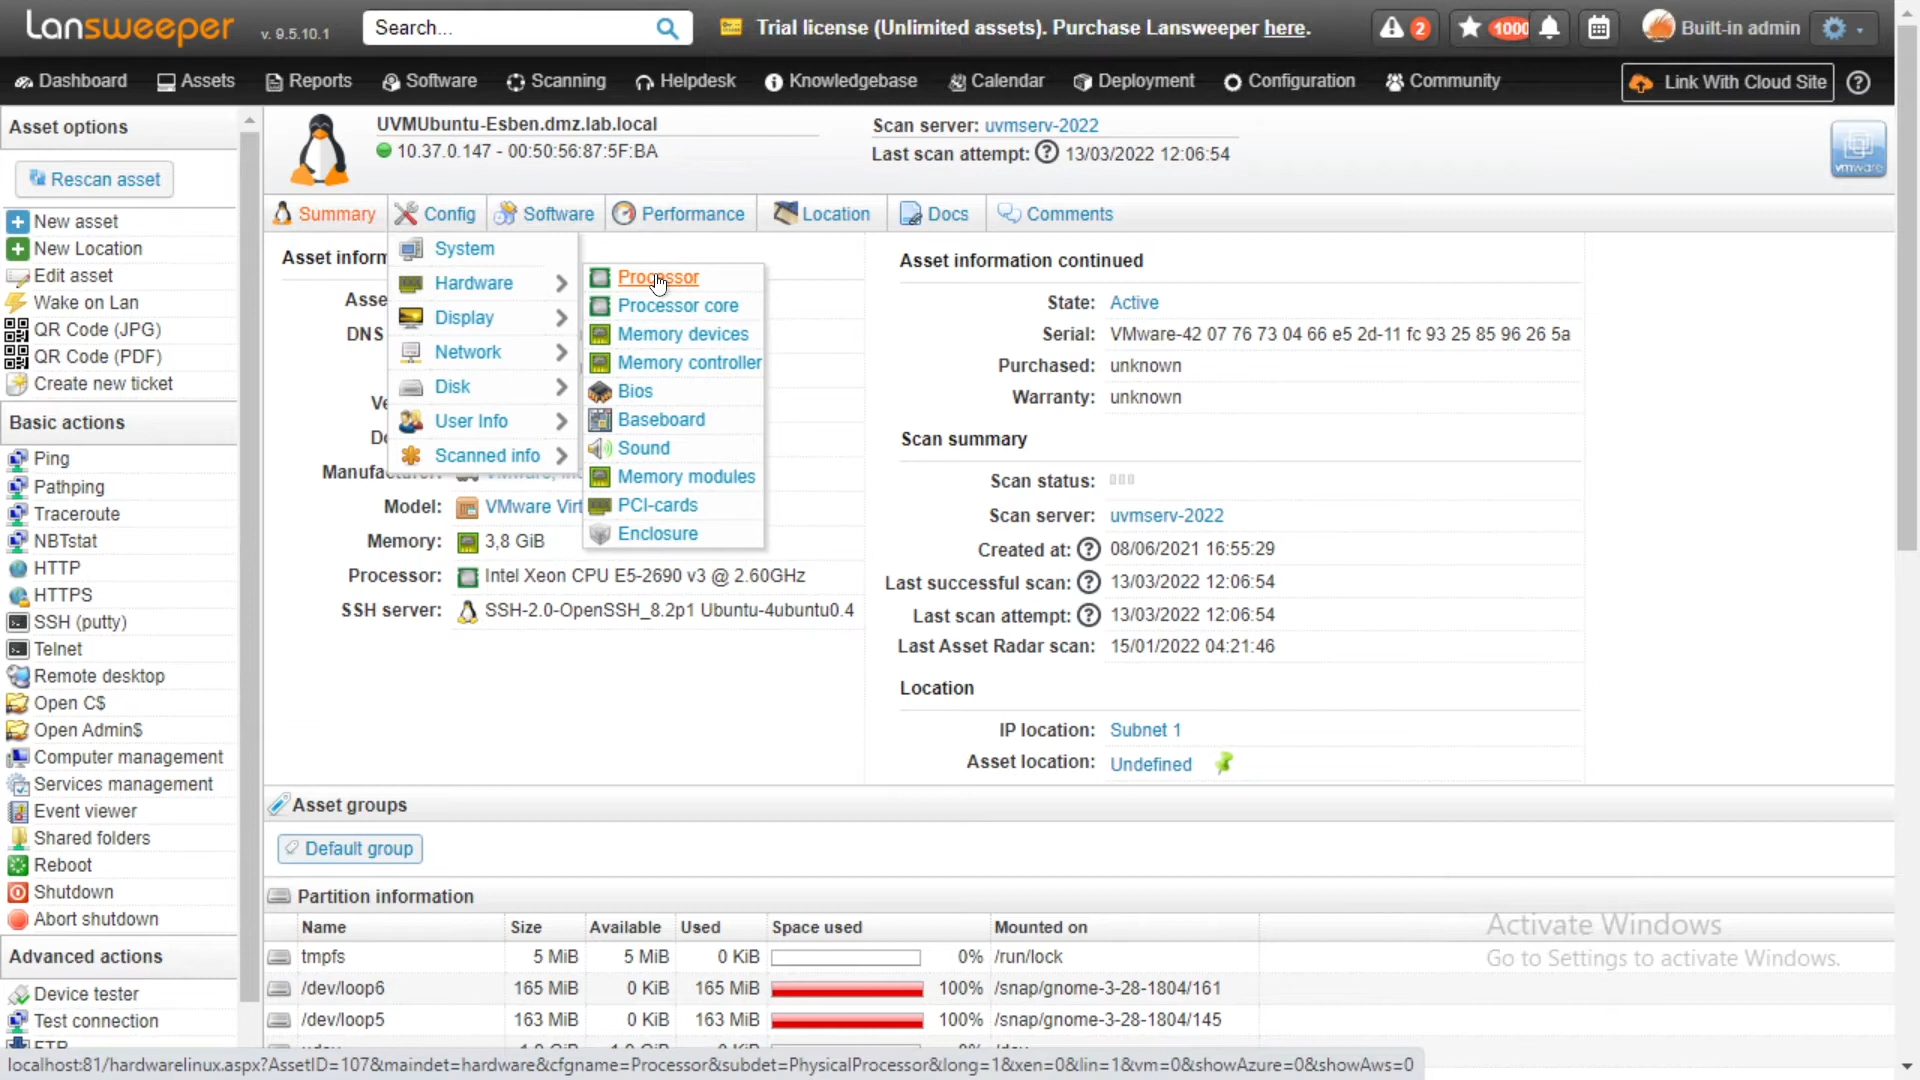 Lansweeper v. 9.5.10.1
Search...
Trial license (Unlimited assets). Purchase Lansweeper here.
2
1000
Built-in admin
Dashboard Assets Reports Software Scanning Helpdesk Knowledgebase Calendar Deployment Configuration Community
Link With Cloud Site
Asset options
Rescan asset
New asset
New Location
Edit asset
Wake on Lan
QR Code (JPG)
QR Code (PDF)
Create new ticket
Basic actions
Ping
Pathping
Traceroute
NBTstat
HTTP
HTTPS
SSH (putty)
Telnet
Remote desktop
Open C$
Open Admin$
Computer management
Services management
Event viewer
Shared folders
Reboot
Shutdown
Abort shutdown
Advanced actions
Device tester
Test connection
UVMUbuntu-Esben.dmz.lab.local
10.37.0.147 - 00:50:56:87:5F:BA
Scan server: uvmserv-2022
Last scan attempt: 13/03/2022 12:06:54
vmware
Summary Config Software Performance Location Docs Comments
System
Hardware
Display
Network
Disk
User Info
Scanned info
Processor
Processor core
Memory devices
Memory controller
Bios
Baseboard
Sound
Memory modules
PCI-cards
Enclosure
Asset inform
Asse
DNS
Ve
Do
Manufacturer:
Model: VMware Virt
Memory: 3,8 GiB
Processor: Intel Xeon CPU E5-2690 v3 @ 2.60GHz
SSH server: SSH-2.0-OpenSSH_8.2p1 Ubuntu-4ubuntu0.4
Asset information continued
State: Active
Serial: VMware-42 07 76 73 04 66 e5 2d-11 fc 93 25 85 96 26 5a
Purchased: unknown
Warranty: unknown
Scan summary
Scan status:
Scan server: uvmserv-2022
Created at: 08/06/2021 16:55:29
Last successful scan: 13/03/2022 12:06:54
Last scan attempt: 13/03/2022 12:06:54
Last Asset Radar scan: 15/01/2022 04:21:46
Location
IP location: Subnet 1
Asset location: Undefined
Asset groups
Default group
Partition information
Name Size Available Used Space used Mounted on
tmpfs 5 MiB 5 MiB 0 KiB 0% /run/lock
/dev/loop6 165 MiB 0 KiB 165 MiB 100% /snap/gnome-3-28-1804/161
/dev/loop5 163 MiB 0 KiB 163 MiB 100% /snap/gnome-3-28-1804/145
Activate Windows
Go to Settings to activate Windows.
localhost:81/hardwarelinux.aspx?AssetID=107&maindet=hardware&cfgname=Processor&subdet=PhysicalProcessor&long=1&xen=0&lin=1&vm=0&showAzure=0&showAws=0